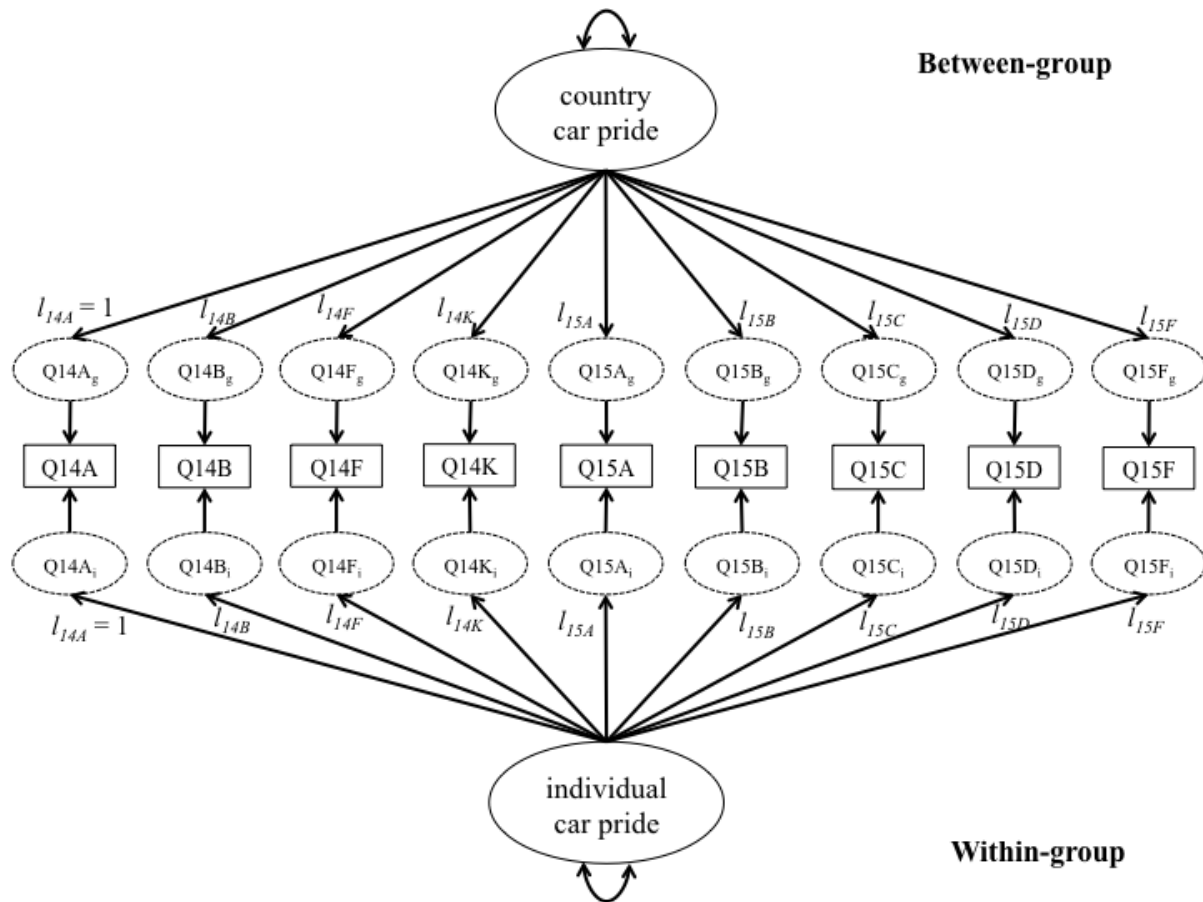 Between-group
country
car pride
l14A = 1
l14B
l14F
l14K
l15A
l15B
l15C
l15D
l15F
Q14Ag
Q14Bg
Q14Fg
Q14Kg
Q15Ag
Q15Bg
Q15Cg
Q15Dg
Q15Fg
Q14A
Q14B
Q14F
Q14K
Q15A
Q15B
Q15C
Q15D
Q15F
Q14Ai
Q14Bi
Q14Fi
Q14Ki
Q15Ai
Q15Bi
Q15Ci
Q15Di
Q15Fi
l14A = 1
l14B
l14F
l14K
l15A
l15B
l15C
l15D
l15F
individual
car pride
Within-group